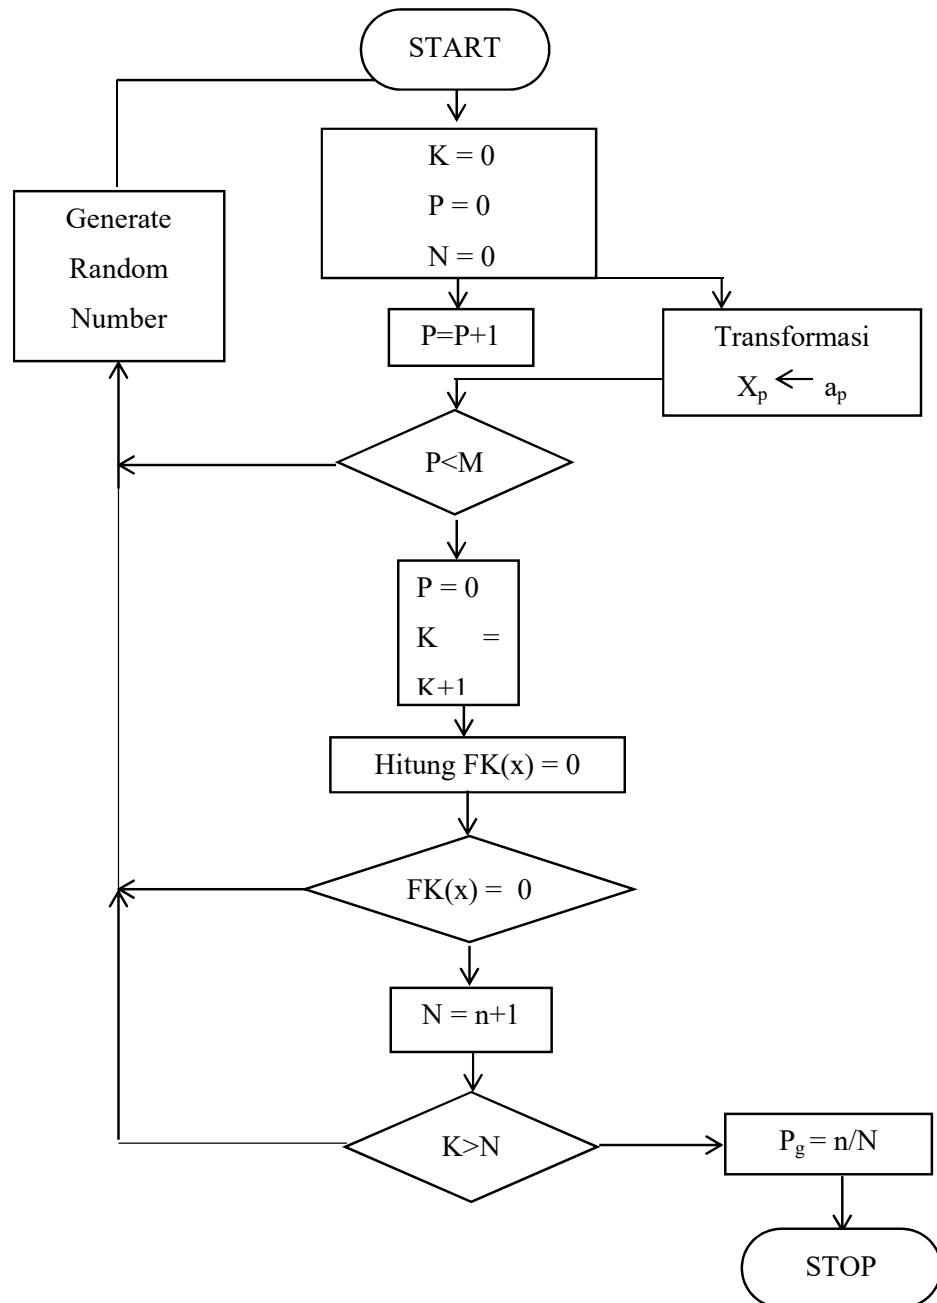 START
K = 0
P = 0
N = 0
Generate
Random
Number
P=P+1
Transformasi
Xp ← ap
P<M
P = 0
K =
K+1
Hitung FK(x) = 0
FK(x) = 0
N = n+1
K>N
Pg = n/N
STOP